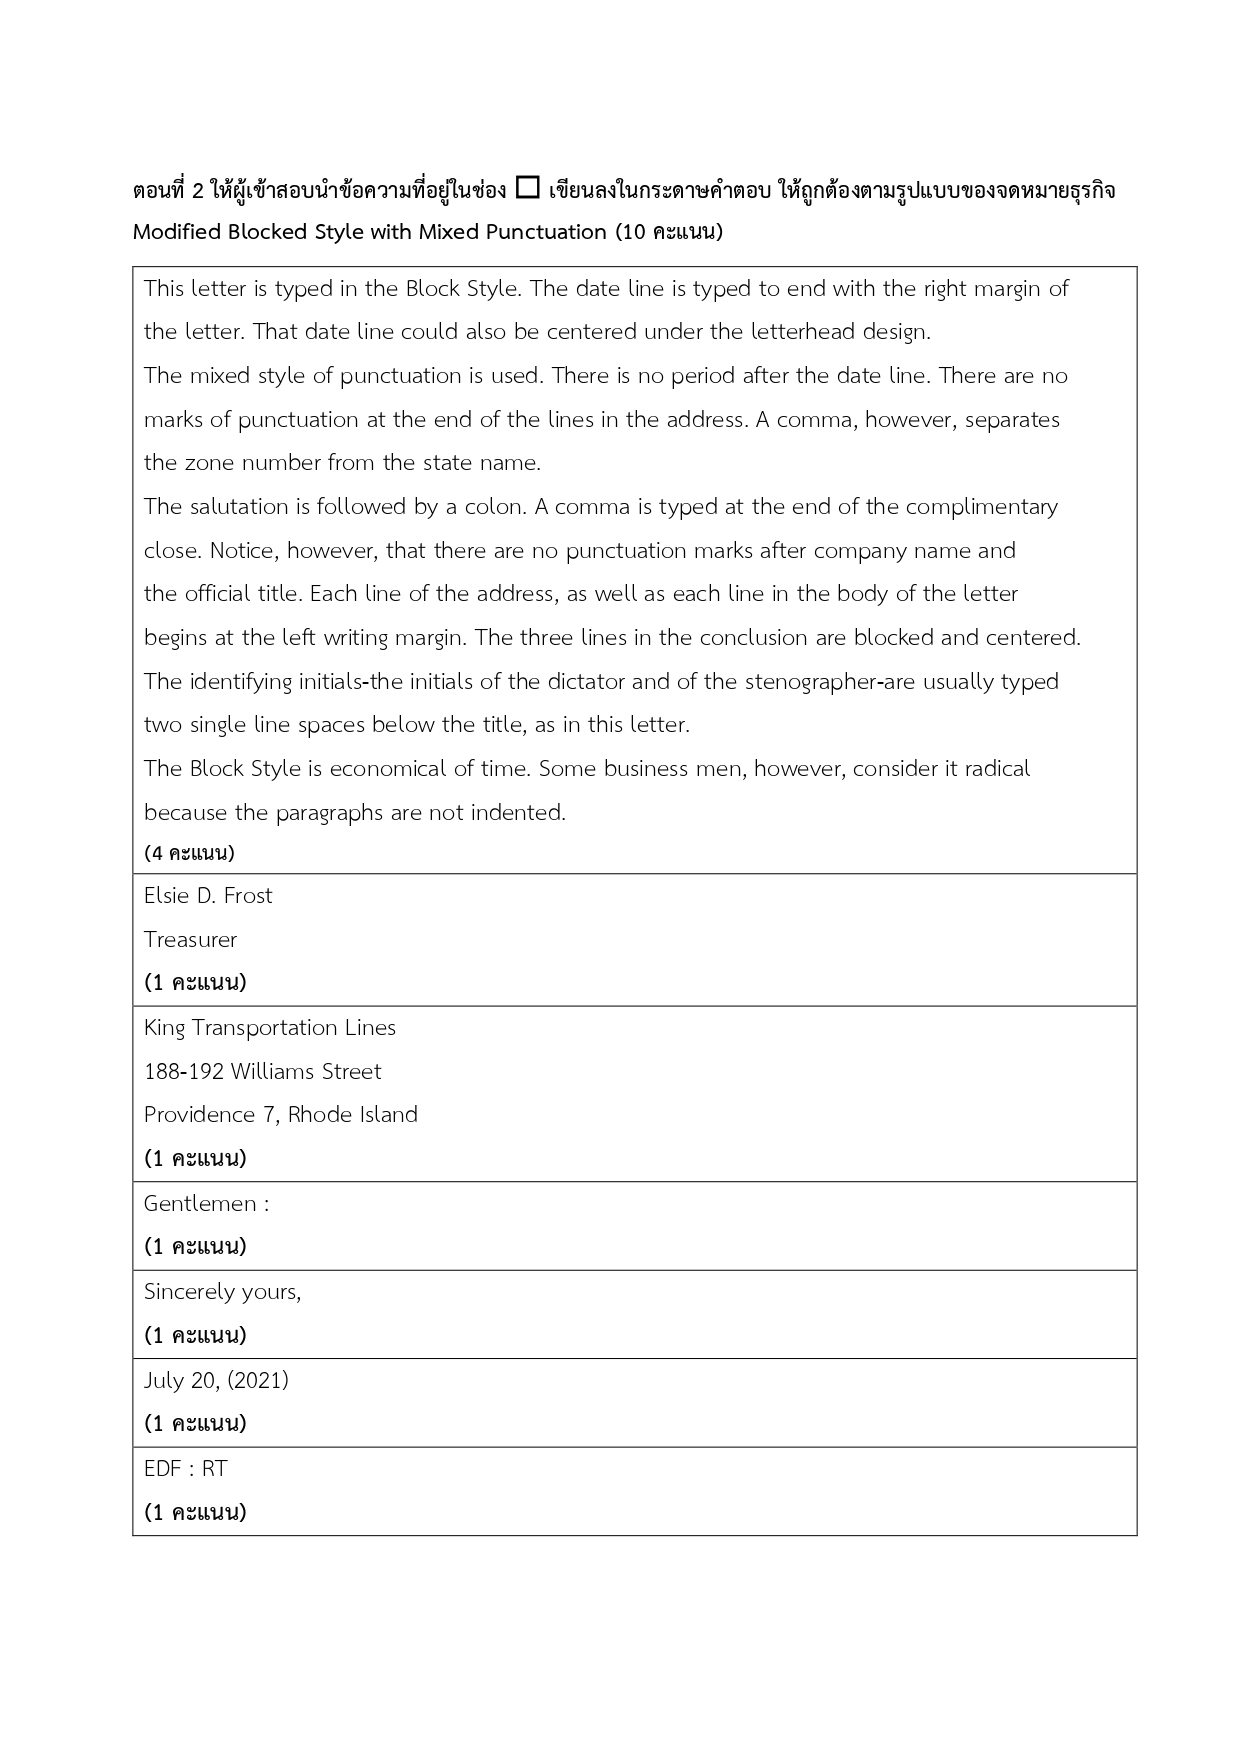 ตอนที่ 2 ให้ผู้เข้าสอบนำข้อความที่อยู่ในช่อง □ เขียนลงในกระดาษคำตอบ ให้ถูกต้องตามรูปแบบของจดหมายธุรกิจ
Modified Blocked Style with Mixed Punctuation (10 คะแนน)
This letter is typed in the Block Style. The date line is typed to end with the right margin of
the letter. That date line could also be centered under the letterhead design.
The mixed style of punctuation is used. There is no period after the date line. There are no
marks of punctuation at the end of the lines in the address. A comma, however, separates
the zone number from the state name.
The salutation is followed by a colon. A comma is typed at the end of the complimentary
close. Notice, however, that there are no punctuation marks after company name and
the official title. Each line of the address, as well as each line in the body of the letter
begins at the left writing margin. The three lines in the conclusion are blocked and centered.
The identifying initials-the initials of the dictator and of the stenographer-are usually typed
two single line spaces below the title, as in this letter.
The Block Style is economical of time. Some business men, however, consider it radical
because the paragraphs are not indented.
(4 คะแนน)
Elsie D. Frost
Treasurer
(1 คะแนน)
King Transportation Lines
188-192 Williams Street
Providence 7, Rhode Island
(1 คะแนน)
Gentlemen :
(1 คะแนน)
Sincerely yours,
(1 คะแนน)
July 20, (2021)
(1 คะแนน)
EDF : RT
(1 คะแนน)